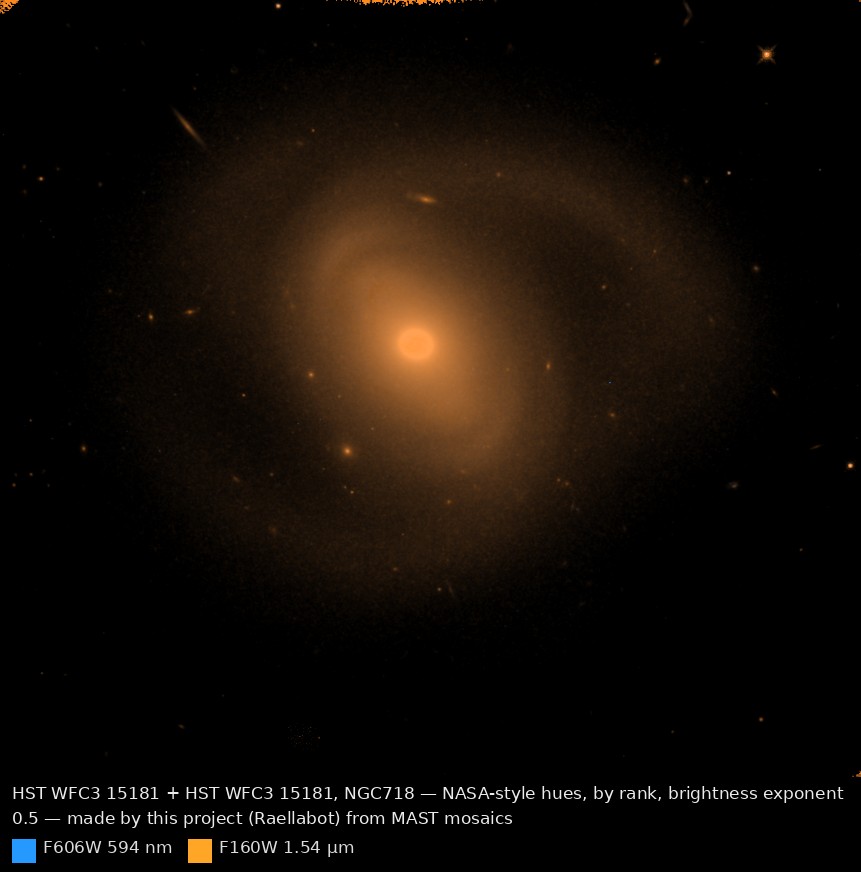 HST WFC3 15181 + HST WFC3 15181, NGC718 — NASA-style hues, by rank, brightness exponent
0.5 — made by this project (Raellabot) from MAST mosaics
F606W 594 nm F160W 1.54 µm